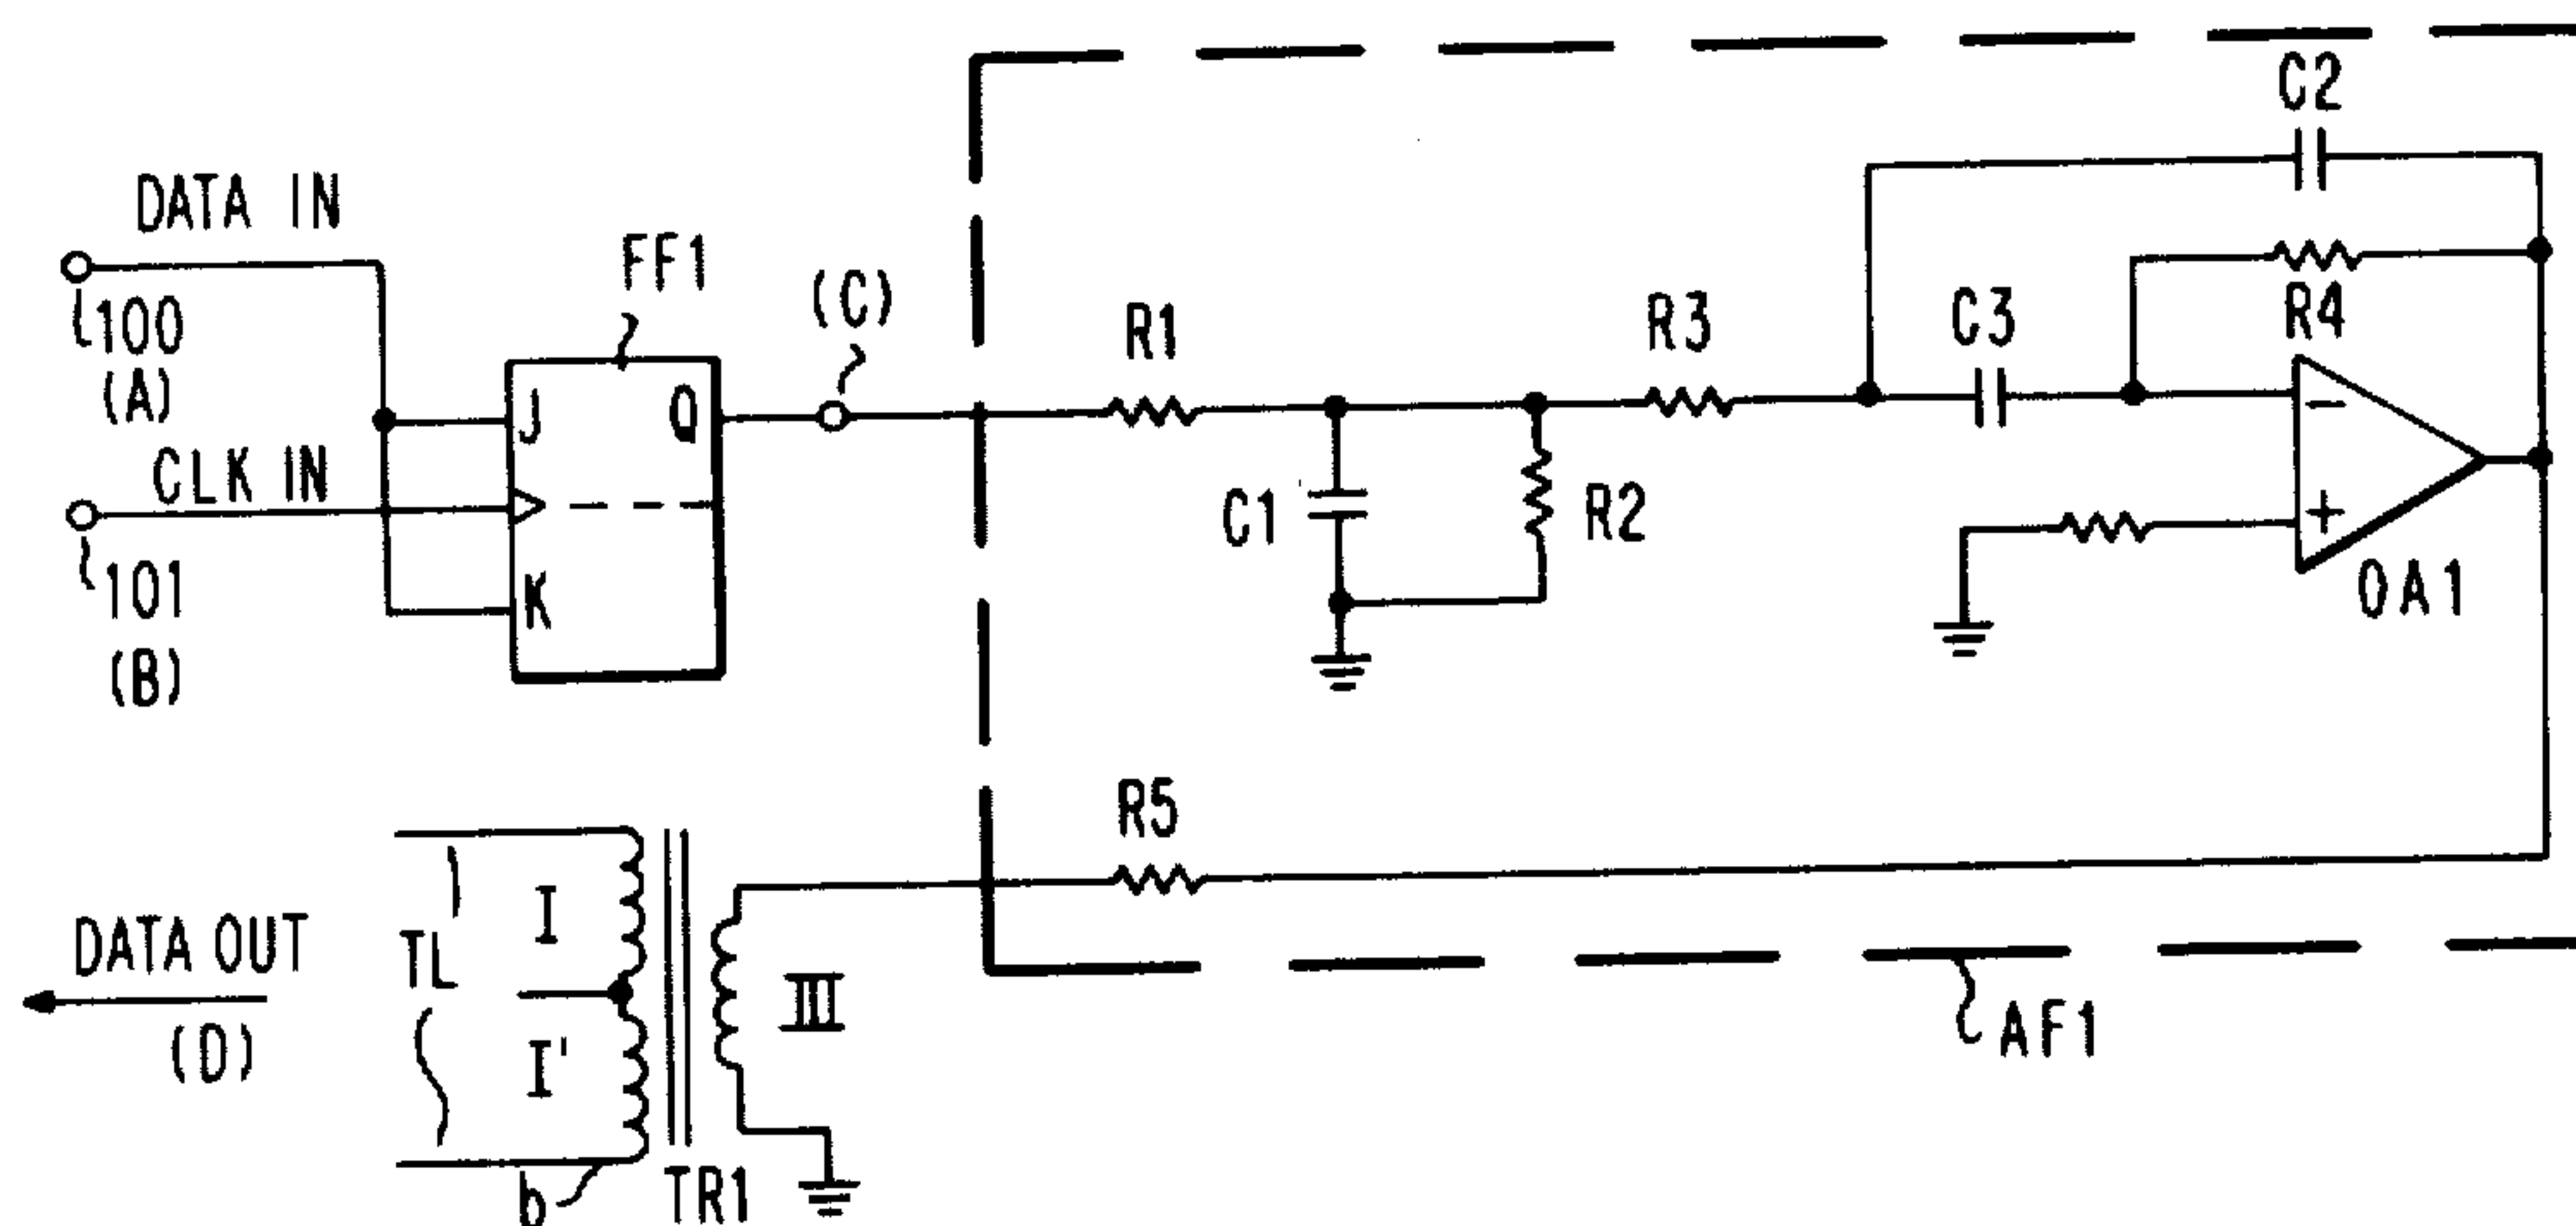 C2
DATA IN
FF1
(C)
R1
R3
C3
R4
100
(A)
J
Q
−
CLK IN
C1
R2
+
101
K
OA1
(B)
R5
I
DATA OUT
TL
III
(D)
I'
AF1
b
TR1